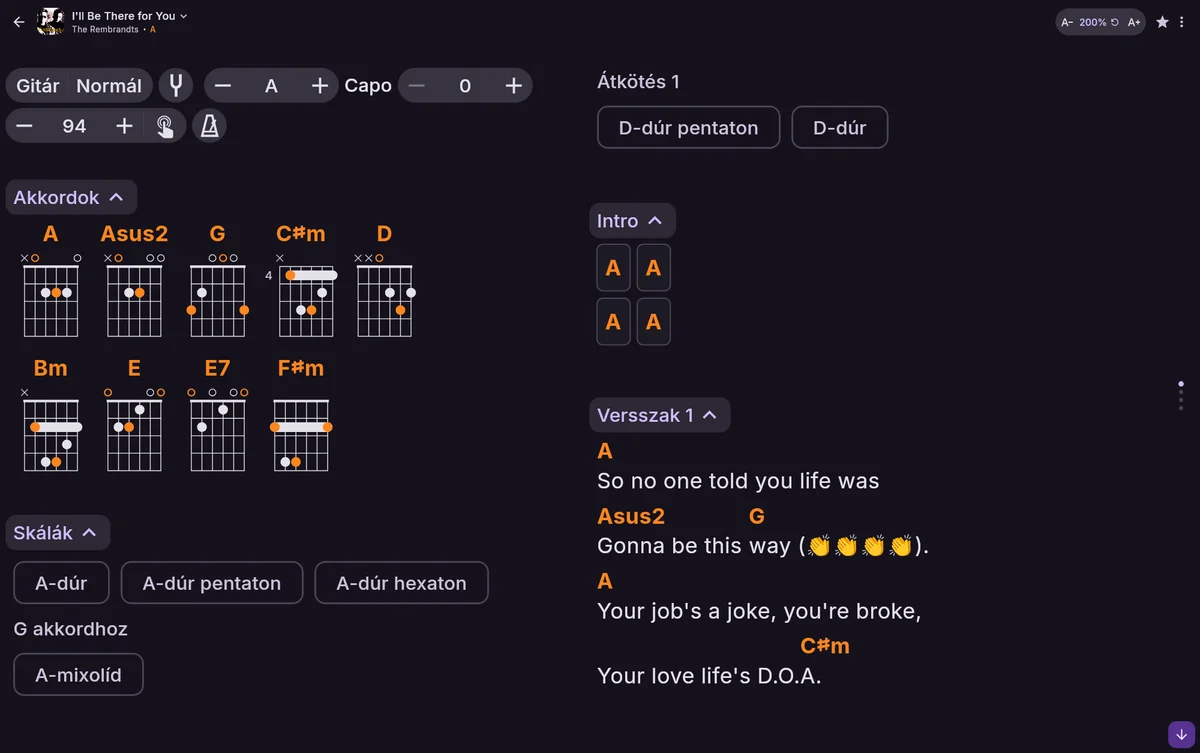 I'll Be There for You
The Rembrandts • A
A- 200% A+
Gitár Normál − A + Capo − 0 +
− 94 +
Akkordok
A Asus2 G C#m D
4
Bm E E7 F#m
Skálák
A-dúr A-dúr pentaton A-dúr hexaton
G akkordhoz
A-mixolíd
Átkötés 1
D-dúr pentaton D-dúr
Intro
A A
A A
Versszak 1
A
So no one told you life was
Asus2 G
Gonna be this way (👏👏👏👏).
A
Your job's a joke, you're broke,
C#m
Your love life's D.O.A.